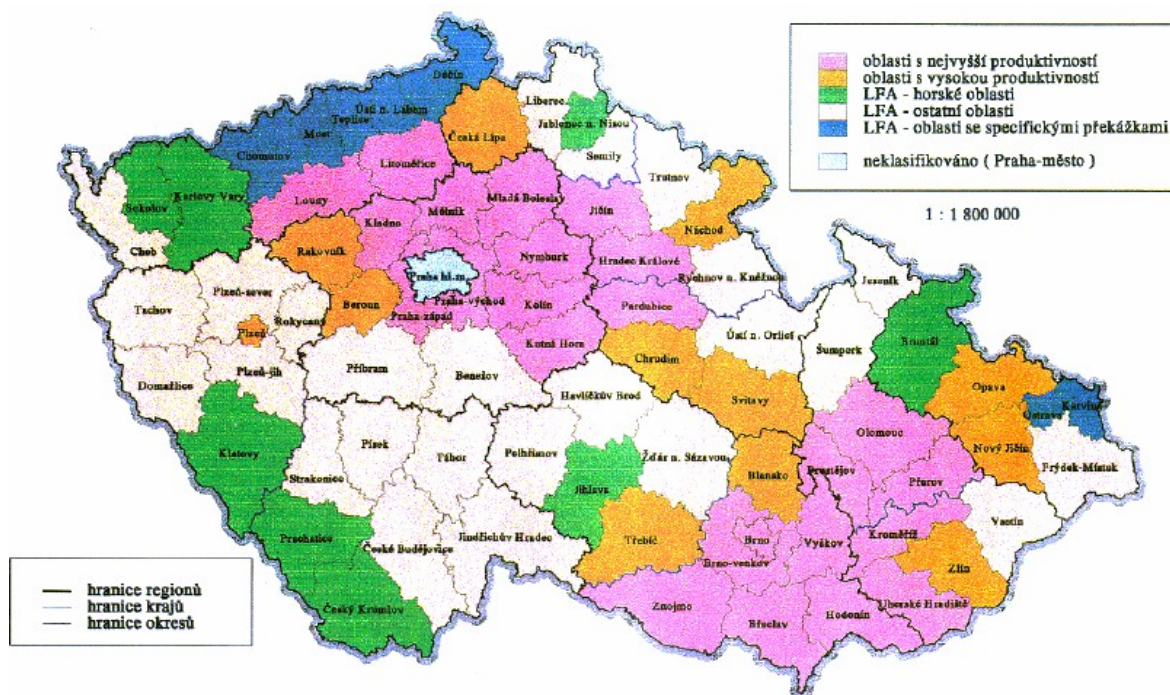 oblasti s nejvyšší produktivností
oblasti s vysokou produktivností
LFA - horské oblasti
LFA - ostatní oblasti
LFA - oblasti se specifickými překážkami
neklasifikováno ( Praha-město )
1 : 1 800 000
Děčín
Ústí n. Labem
Teplice
Most
Chomutov
Liberec
Jablonec n. Nisou
Česká Lípa
Semily
Litoměřice
Trutnov
Sokolov
Karlovy Vary
Louny
Mělník
Mladá Boleslav
Jičín
Kladno
Náchod
Cheb
Rakovník
Nymburk
Hradec Králové
Praha hl.m.
Rychnov n. Kněžnou
Jeseník
Plzeň-sever
Tachov
Rokycany
Beroun
Praha-východ
Praha-západ
Kolín
Pardubice
Plzeň
Ústí n. Orlicí
Šumperk
Bruntál
Kutná Hora
Chrudim
Domažlice
Plzeň-jih
Příbram
Benešov
Svitavy
Opava
Karviná
Ostrava
Havlíčkův Brod
Olomouc
Nový Jičín
Klatovy
Písek
Tábor
Pelhřimov
Žďár n. Sázavou
Blansko
Prostějov
Přerov
Frýdek-Místek
Strakonice
Jihlava
Vsetín
Prachatice
České Budějovice
Jindřichův Hradec
Třebíč
Brno
Brno-venkov
Vyškov
Kroměříž
Zlín
Český Krumlov
Znojmo
Břeclav
Hodonín
Uherské Hradiště
hranice regionů
hranice krajů
hranice okresů